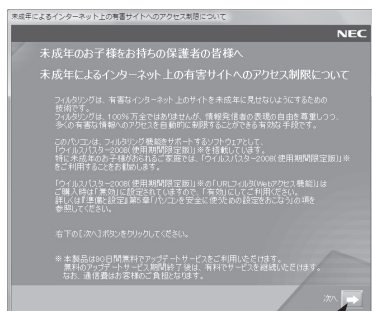 未成年によるインターネット上の有害サイトへのアクセス制限について
NEC
未成年のお子様をお持ちの保護者の皆様へ
未成年によるインターネット上の有害サイトへのアクセス制限について
フィルタリングは、有害なインターネット上のサイトを未成年に見せないようにするための
技術です。
フィルタリングは、100%万全ではありませんが、情報発信者の表現の自由を尊重しつつ、
多くの有害な情報へのアクセスを自動的に制限することができる有効な手段です。
このパソコンは、フィルタリング機能をサポートするソフトウェアとして、
「ウイルスバスター2008(使用期間限定版)」※を搭載しています。
特に未成年のお子様がおられるご家庭では、「ウイルスバスター2008(使用期間限定版)」※
をご利用することをお勧めします。
「ウイルスバスター2008(使用期間限定版)」※の「URLフィルタ(Webアクセス機能)」は
ご購入時は「無効」に設定されていますので、「有効」にしてご利用ください。
詳しくは『準備と設定』第5章「パソコンを安全に使うための設定をおこなう」の項を
参照してください。
右下の[次へ]ボタンをクリックしてください。
※ 本製品は90日間無料でアップデートサービスをご利用いただけます。
無料のアップデートサービス期間終了後は、有料でサービスを継続いただけます。
なお、通信費はお客様のご負担となります。
次へ